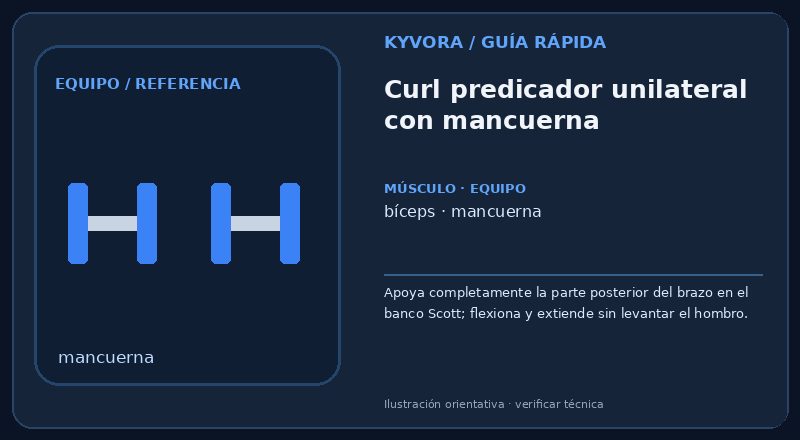 EQUIPO / REFERENCIA
mancuerna
KYVORA / GUÍA RÁPIDA
Curl predicador unilateral
con mancuerna
MÚSCULO · EQUIPO
bíceps · mancuerna
Apoya completamente la parte posterior del brazo en el
banco Scott; flexiona y extiende sin levantar el hombro.
Ilustración orientativa · verificar técnica